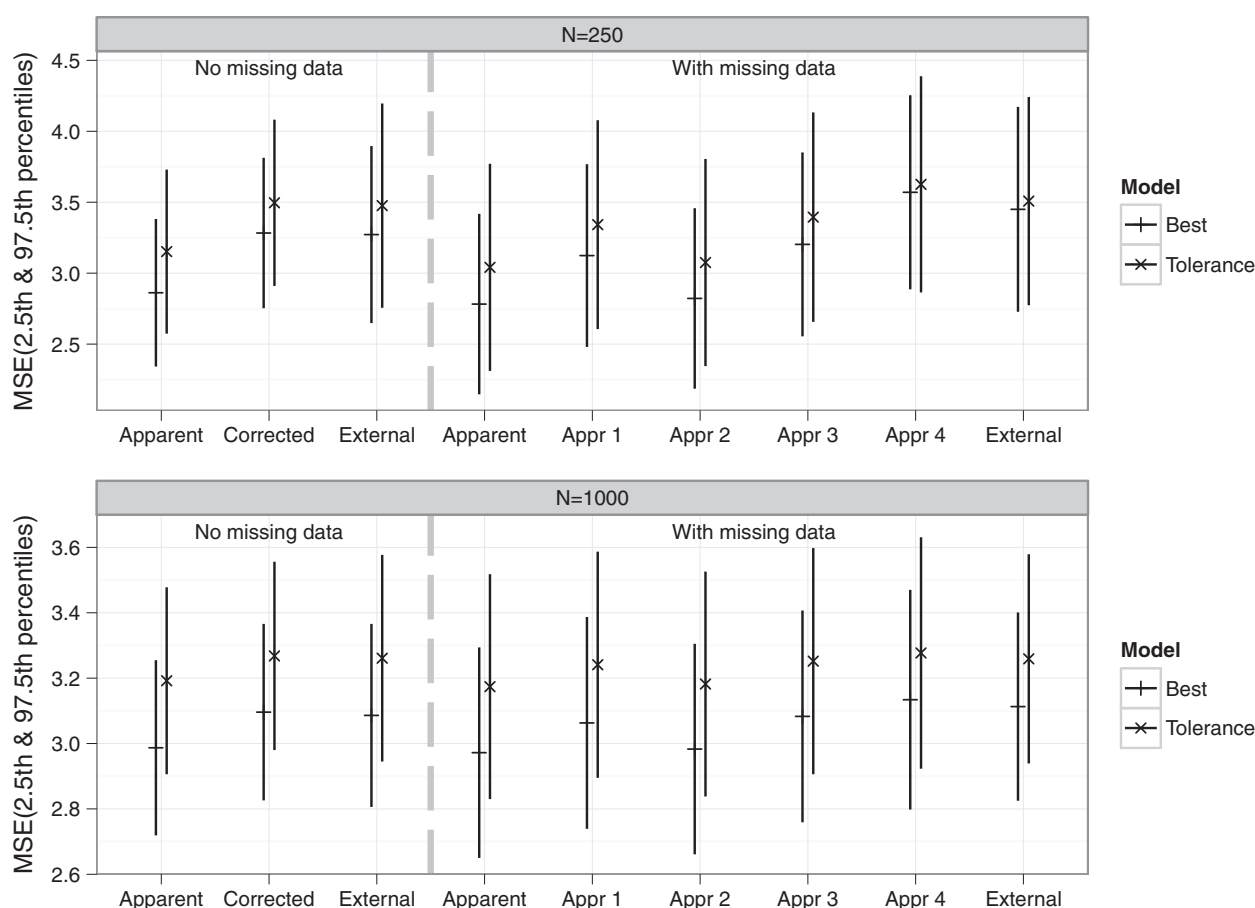 N=250
No missing data
With missing data
MSE(2.5th & 97.5th percentiles)
4.5
4.0
3.5
3.0
2.5
Apparent Corrected External Apparent Appr 1 Appr 2 Appr 3 Appr 4 External
Model
Best
Tolerance
N=1000
No missing data
With missing data
MSE(2.5th & 97.5th percentiles)
3.6
3.4
3.2
3.0
2.8
2.6
Apparent Corrected External Apparent Appr 1 Appr 2 Appr 3 Appr 4 External
Model
Best
Tolerance